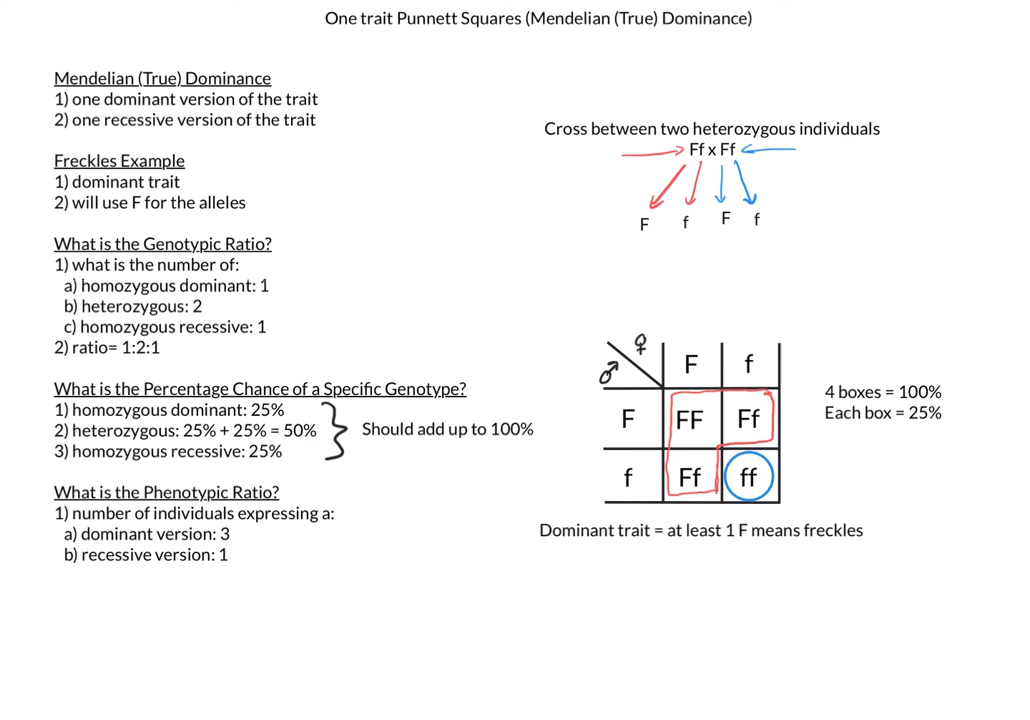 One trait Punnett Squares (Mendelian (True) Dominance)
Mendelian (True) Dominance
1) one dominant version of the trait
2) one recessive version of the trait
Freckles Example
1) dominant trait
2) will use F for the alleles
What is the Genotypic Ratio?
1) what is the number of:
a) homozygous dominant: 1
b) heterozygous: 2
c) homozygous recessive: 1
2) ratio= 1:2:1
What is the Percentage Chance of a Specific Genotype?
1) homozygous dominant: 25%
2) heterozygous: 25% + 25% = 50%
3) homozygous recessive: 25%
Should add up to 100%
What is the Phenotypic Ratio?
1) number of individuals expressing a:
a) dominant version: 3
b) recessive version: 1
Cross between two heterozygous individuals
Ff x Ff
F f F f
♀
♂ F f
F FF Ff
f Ff ff
4 boxes = 100%
Each box = 25%
Dominant trait = at least 1 F means freckles